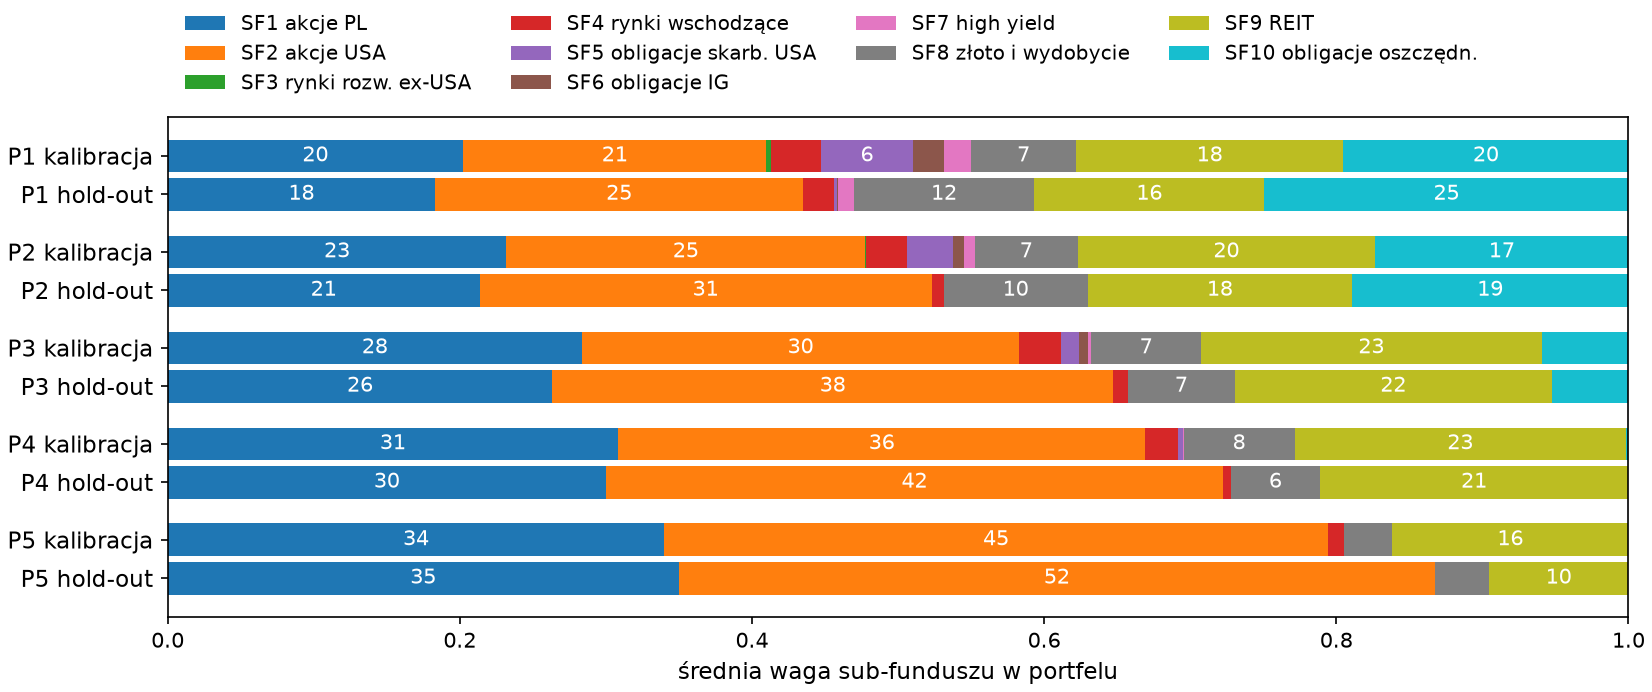 SF1 akcje PL
SF2 akcje USA
SF3 rynki rozw. ex-USA
SF4 rynki wschodzące
SF5 obligacje skarb. USA
SF6 obligacje IG
SF7 high yield
SF8 złoto i wydobycie
SF9 REIT
SF10 obligacje oszczędn.
P1 kalibracja 20 21 6 7 18 20
P1 hold-out 18 25 12 16 25
P2 kalibracja 23 25 7 20 17
P2 hold-out 21 31 10 18 19
P3 kalibracja 28 30 7 23
P3 hold-out 26 38 7 22
P4 kalibracja 31 36 8 23
P4 hold-out 30 42 6 21
P5 kalibracja 34 45 16
P5 hold-out 35 52 10
0.0 0.2 0.4 0.6 0.8 1.0
średnia waga sub-funduszu w portfelu